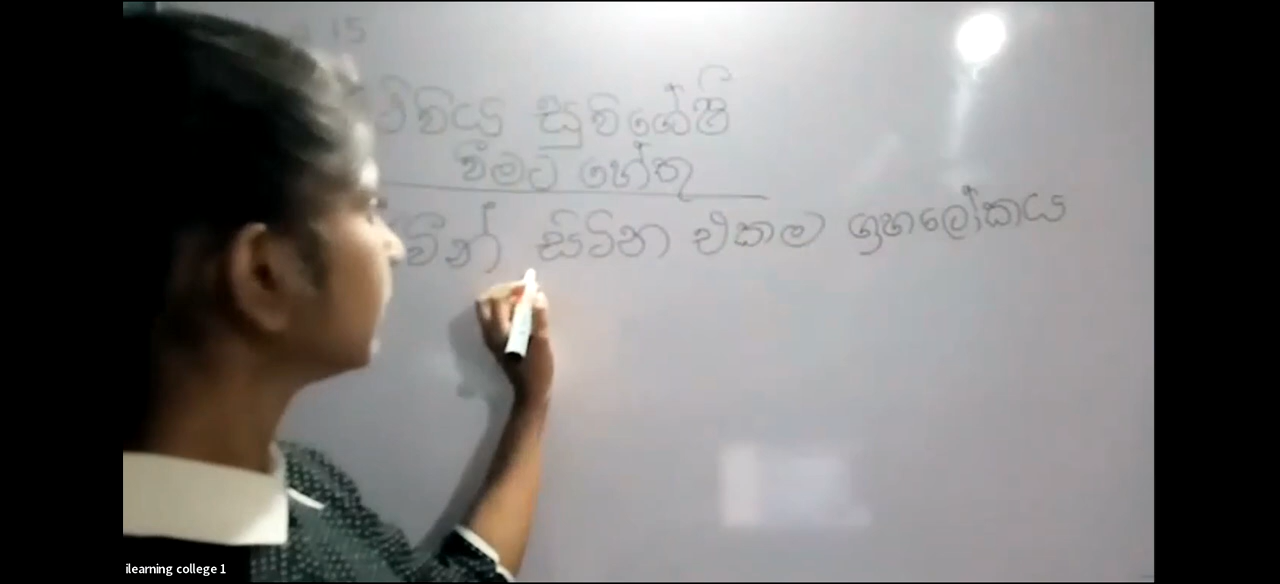 15
සුවිශේෂී
වීමට හේතු
සිටින එකම ග්‍රහලෝකය
ilearning college 1